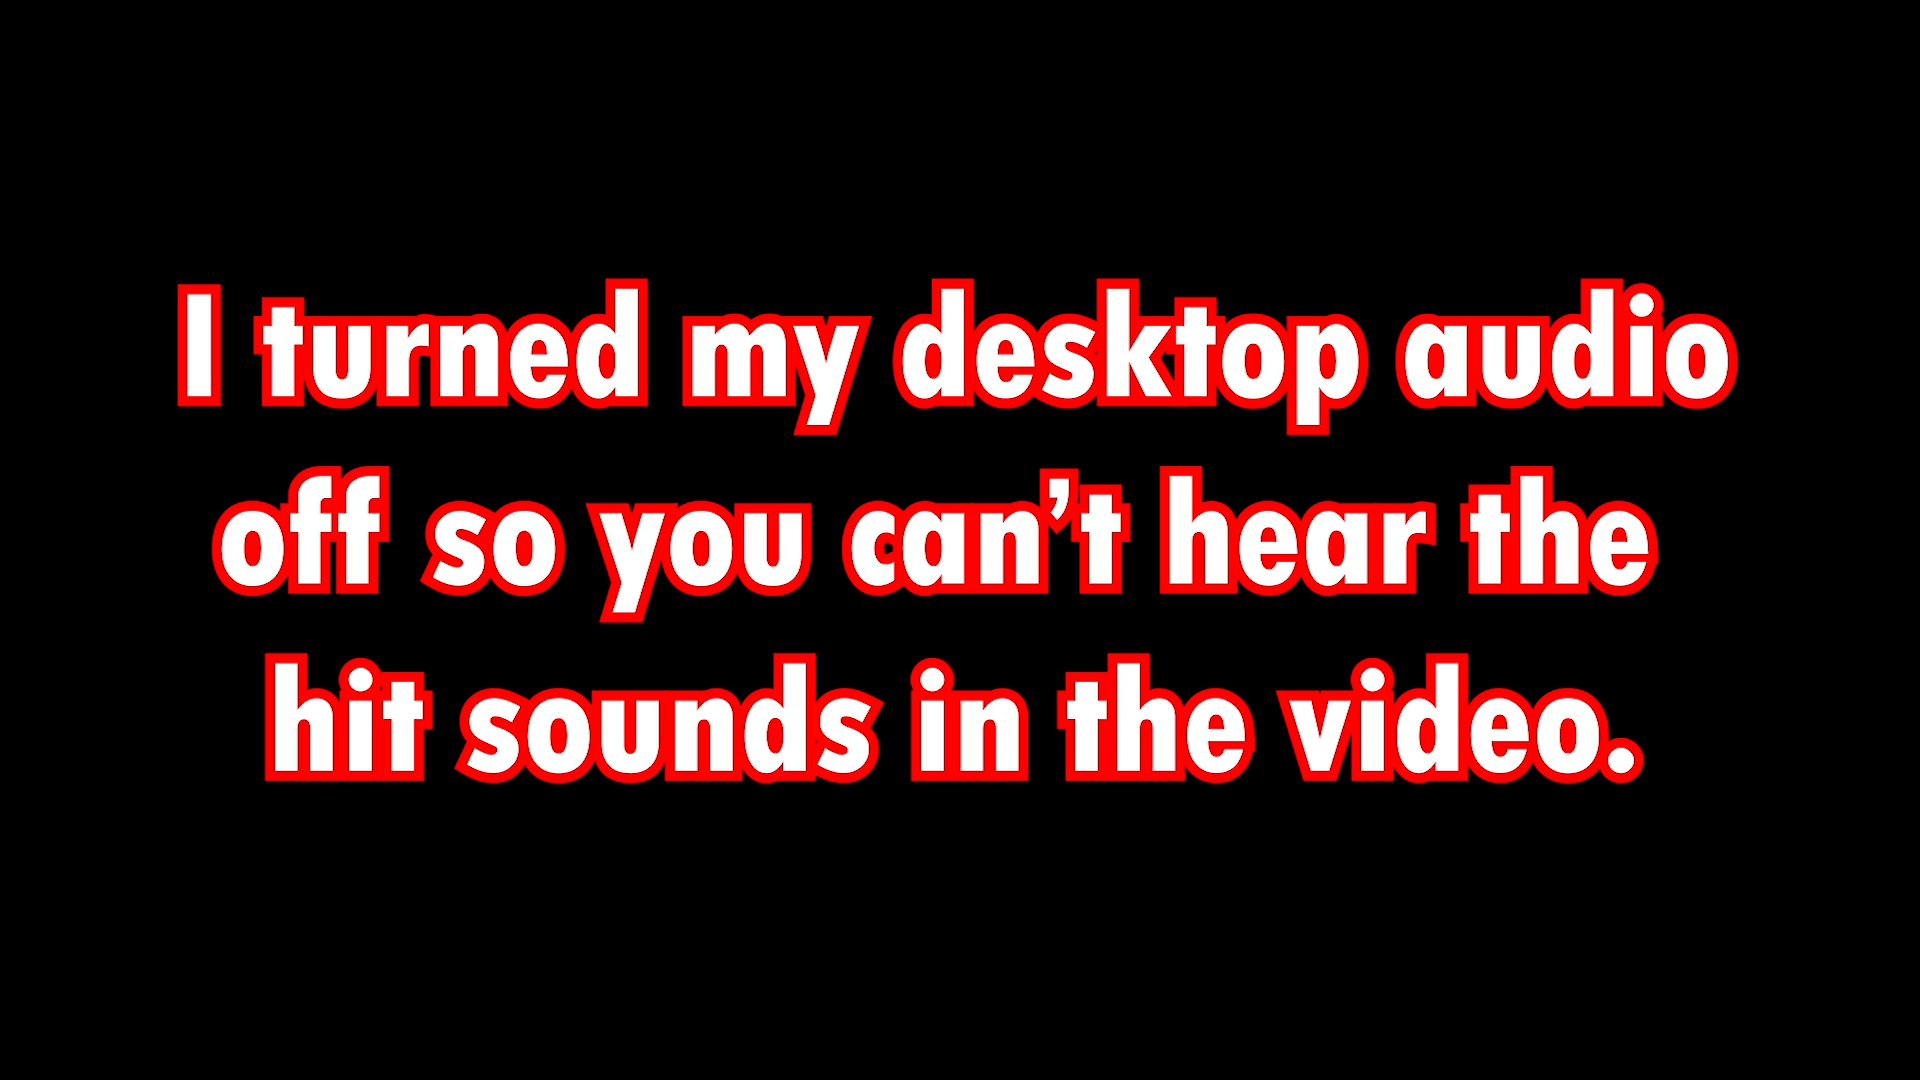 I turned my desktop audio
off so you can’t hear the
hit sounds in the video.